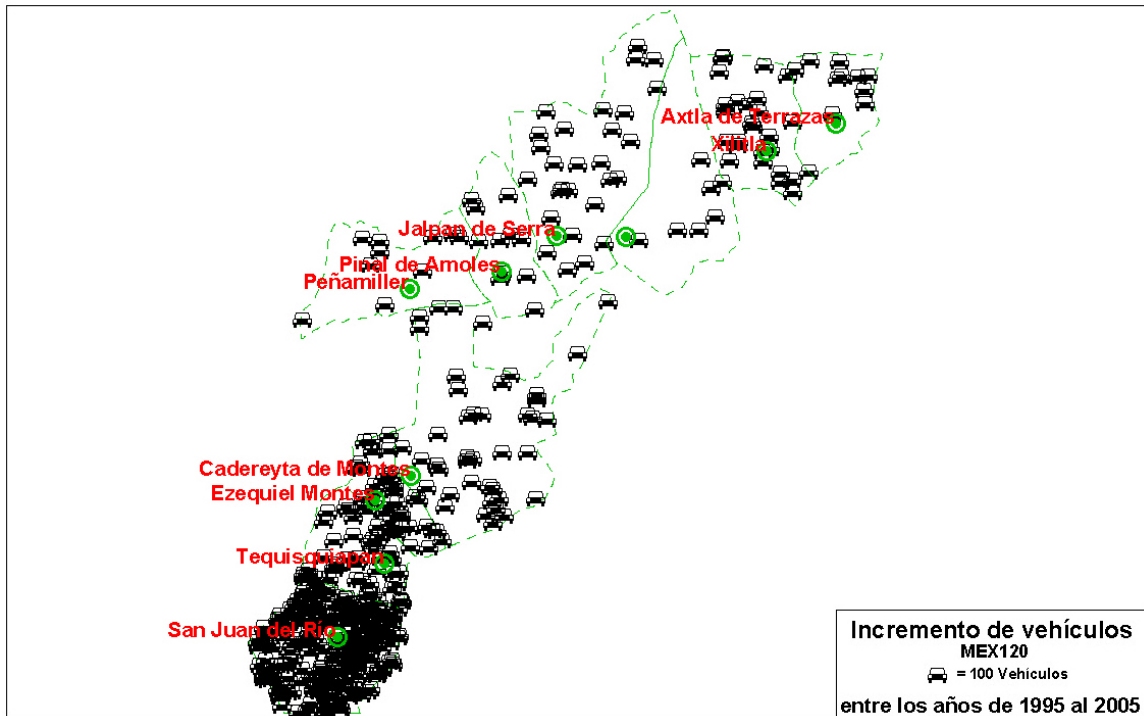 Axtla de Terrazas
Xilitla
Jalpan de Serra
Pinal de Amoles
Peñamiller
Cadereyta de Montes
Ezequiel Montes
Tequisquiapan
San Juan del Río
Incremento de vehículos
MEX120
= 100 Vehículos
entre los años de 1995 al 2005